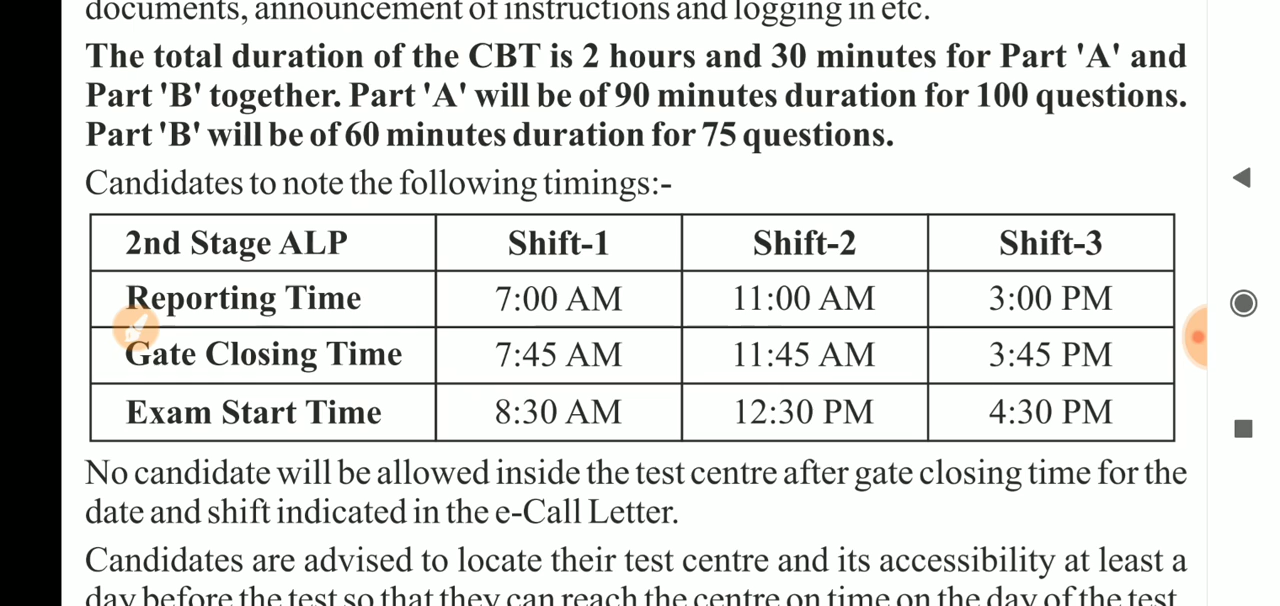 documents, announcement of instructions and logging in etc.
The total duration of the CBT is 2 hours and 30 minutes for Part 'A' and
Part 'B' together. Part 'A' will be of 90 minutes duration for 100 questions.
Part 'B' will be of 60 minutes duration for 75 questions.
Candidates to note the following timings:-
2nd Stage ALP Shift-1 Shift-2 Shift-3
Reporting Time 7:00 AM 11:00 AM 3:00 PM
Gate Closing Time 7:45 AM 11:45 AM 3:45 PM
Exam Start Time 8:30 AM 12:30 PM 4:30 PM
No candidate will be allowed inside the test centre after gate closing time for the
date and shift indicated in the e-Call Letter.
Candidates are advised to locate their test centre and its accessibility at least a
day before the test so that they can reach the centre on time on the day of the test.